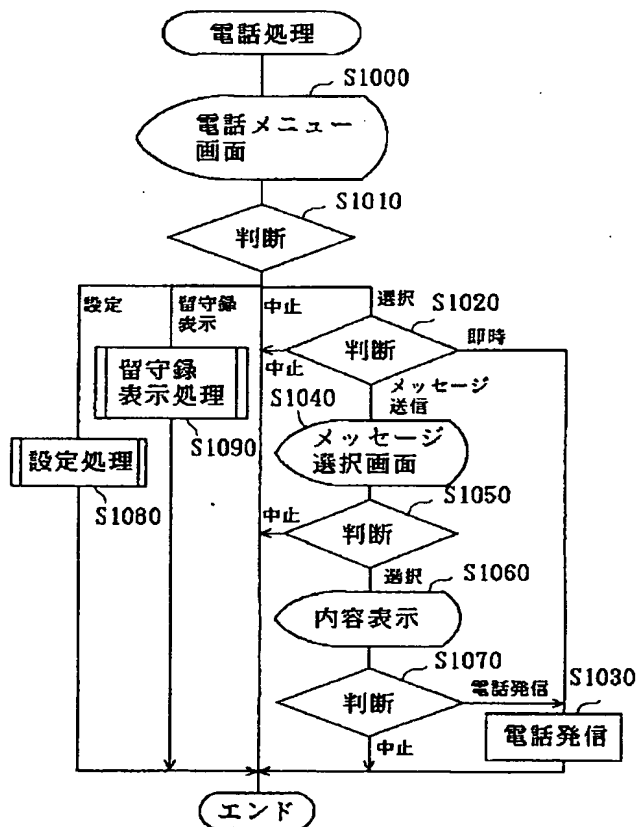 電話処理
S1000
電話メニュー
画面
S1010
判断
設定
留守録
表示
中止
選択
S1020
判断
即時
中止
メッセージ
送信
留守録
表示処理
S1090
S1040
メッセージ
選択画面
設定処理
S1080
S1050
中止
判断
選択
S1060
内容表示
S1070
判断
電話発信
S1030
電話発信
中止
エンド